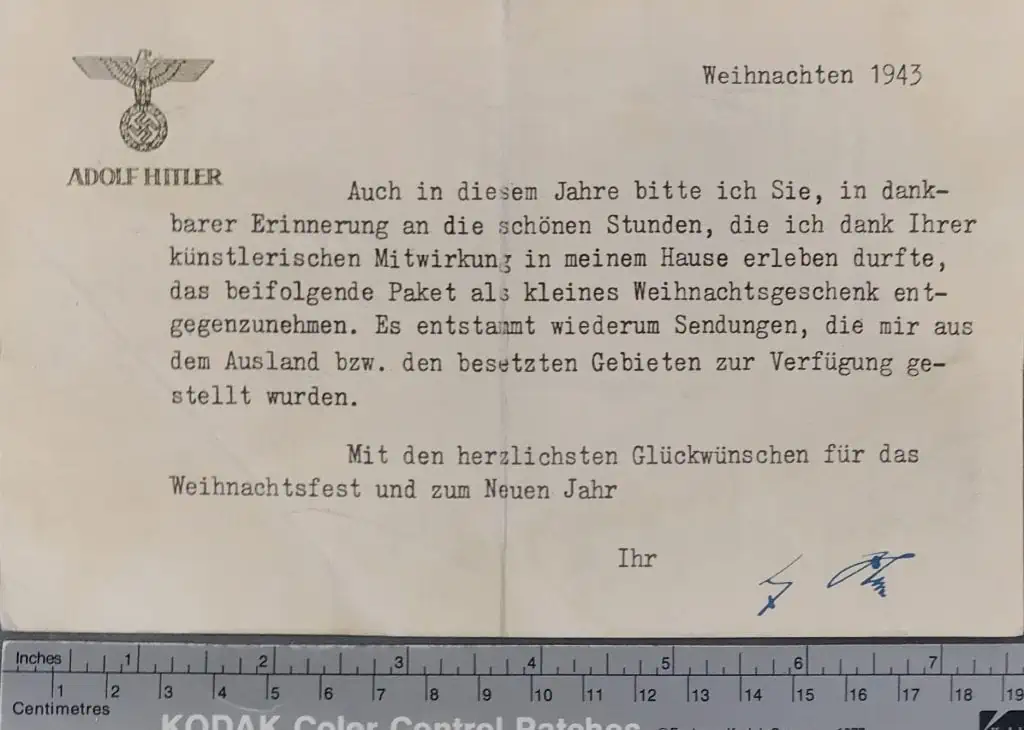 Weihnachten 1943
ADOLF HITLER
Auch in diesem Jahre bitte ich Sie, in dank-
barer Erinnerung an die schönen Stunden, die ich dank Ihrer
künstlerischen Mitwirkung in meinem Hause erleben durfte,
das beifolgende Paket als kleines Weihnachtsgeschenk ent-
gegenzunehmen. Es entstammt wiederum Sendungen, die mir aus
dem Ausland bzw. den besetzten Gebieten zur Verfügung ge-
stellt wurden.
Mit den herzlichsten Glückwünschen für das
Weihnachtsfest und zum Neuen Jahr
Ihr
Inches 1 2 3 4 5 6 7
1 2 3 4 5 6 7 8 9 10 11 12 13 14 15 16 17 18 19
Centimetres
KODAK Color Control Patches